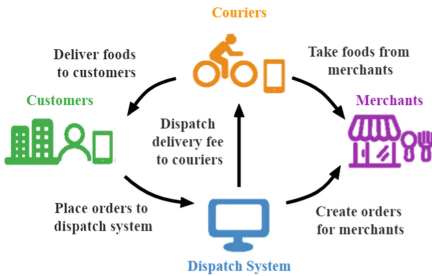 Couriers
Deliver foods
to customers
Take foods from
merchants
Customers
Merchants
Dispatch
delivery fee
to couriers
Place orders to
dispatch system
Create orders
for merchants
Dispatch System